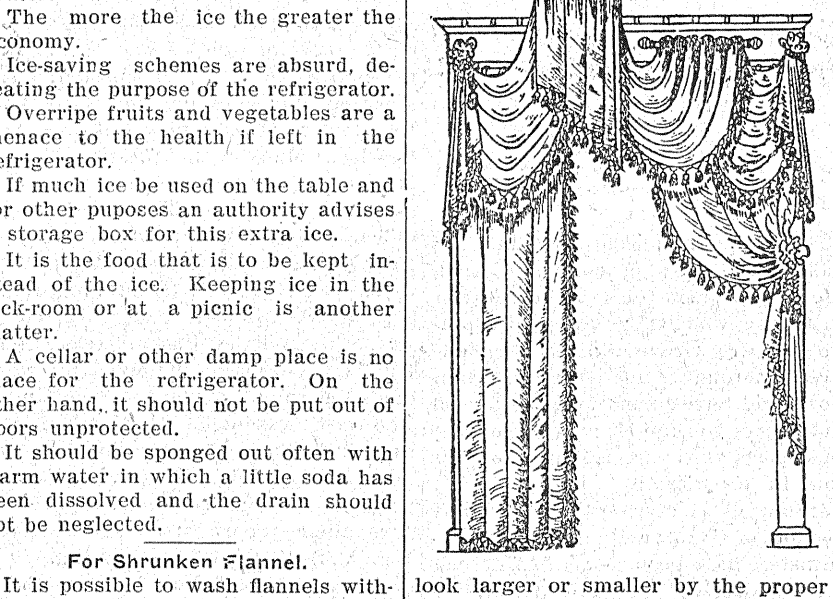 The more the ice the greater the
conomy.
Ice-saving schemes are absurd, de-
eating the purpose of the refrigerator.
Overripe fruits and vegetables are a
enace to the health if left in the
efrigerator.
If much ice be used on the table and
or other puposes an authority advises
storage box for this extra ice.
It is the food that is to be kept in-
tead of the ice. Keeping ice in the
ck-room or at a picnic is another
atter.
A cellar or other damp place is no
lace for the refrigerator. On the
ther hand, it should not be put out of
oors unprotected.
It should be sponged out often with
arm water in which a little soda has
een dissolved and the drain should
ot be neglected.
For Shrunken Flannel.
It is possible to wash flannels with-
look larger or smaller by the proper